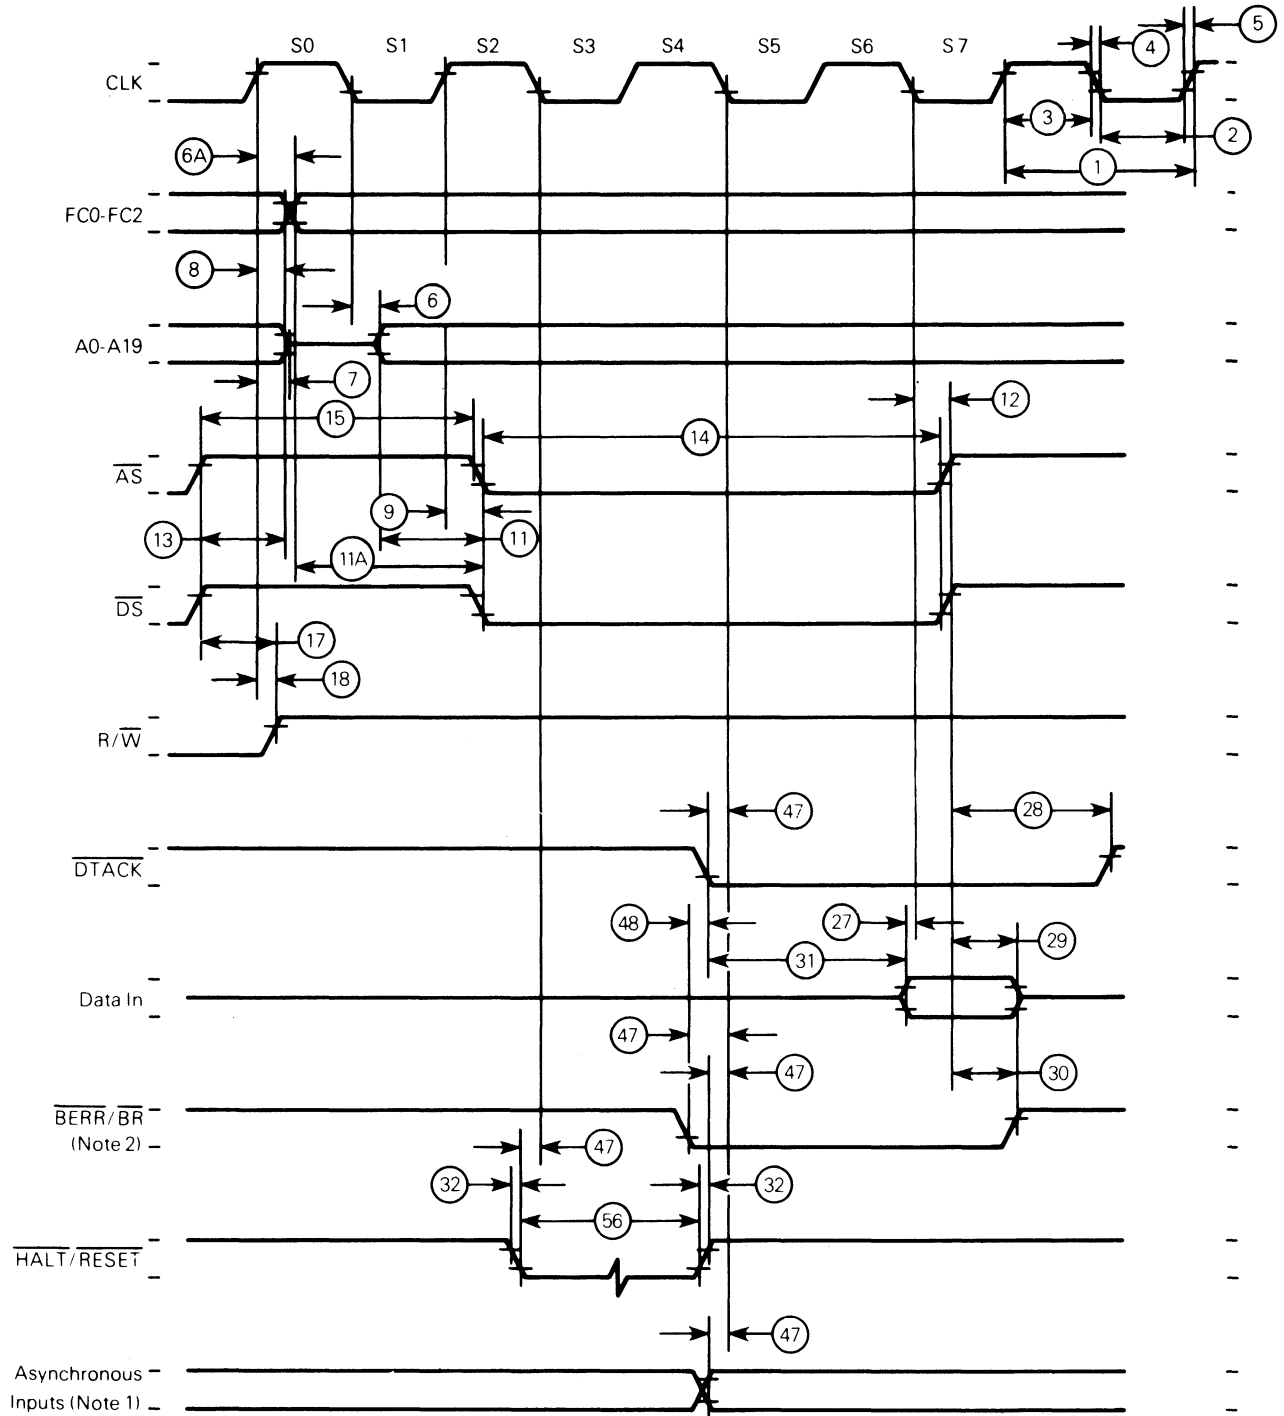 S0 S1 S2 S3 S4 S5 S6 S7
5
4
CLK
3
2
1
6A
FC0-FC2
8
6
A0-A19
7
12
15
14
AS
9
13
11
11A
DS
17
18
R/W
47
28
DTACK
48
27
29
31
Data In
47
47
30
BERR/BR
(Note 2)
47
32
32
56
HALT/RESET
47
Asynchronous
Inputs (Note 1)